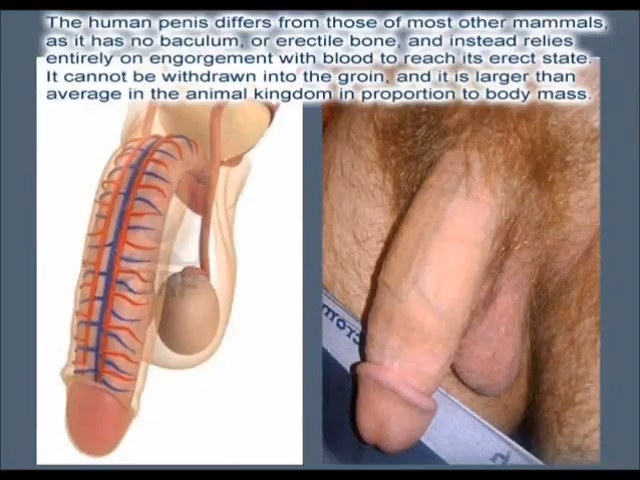 The human penis differs from those of most other mammals,
as it has no baculum, or erectile bone, and instead relies
entirely on engorgement with blood to reach its erect state.
It cannot be withdrawn into the groin, and it is larger than
average in the animal kingdom in proportion to body mass.